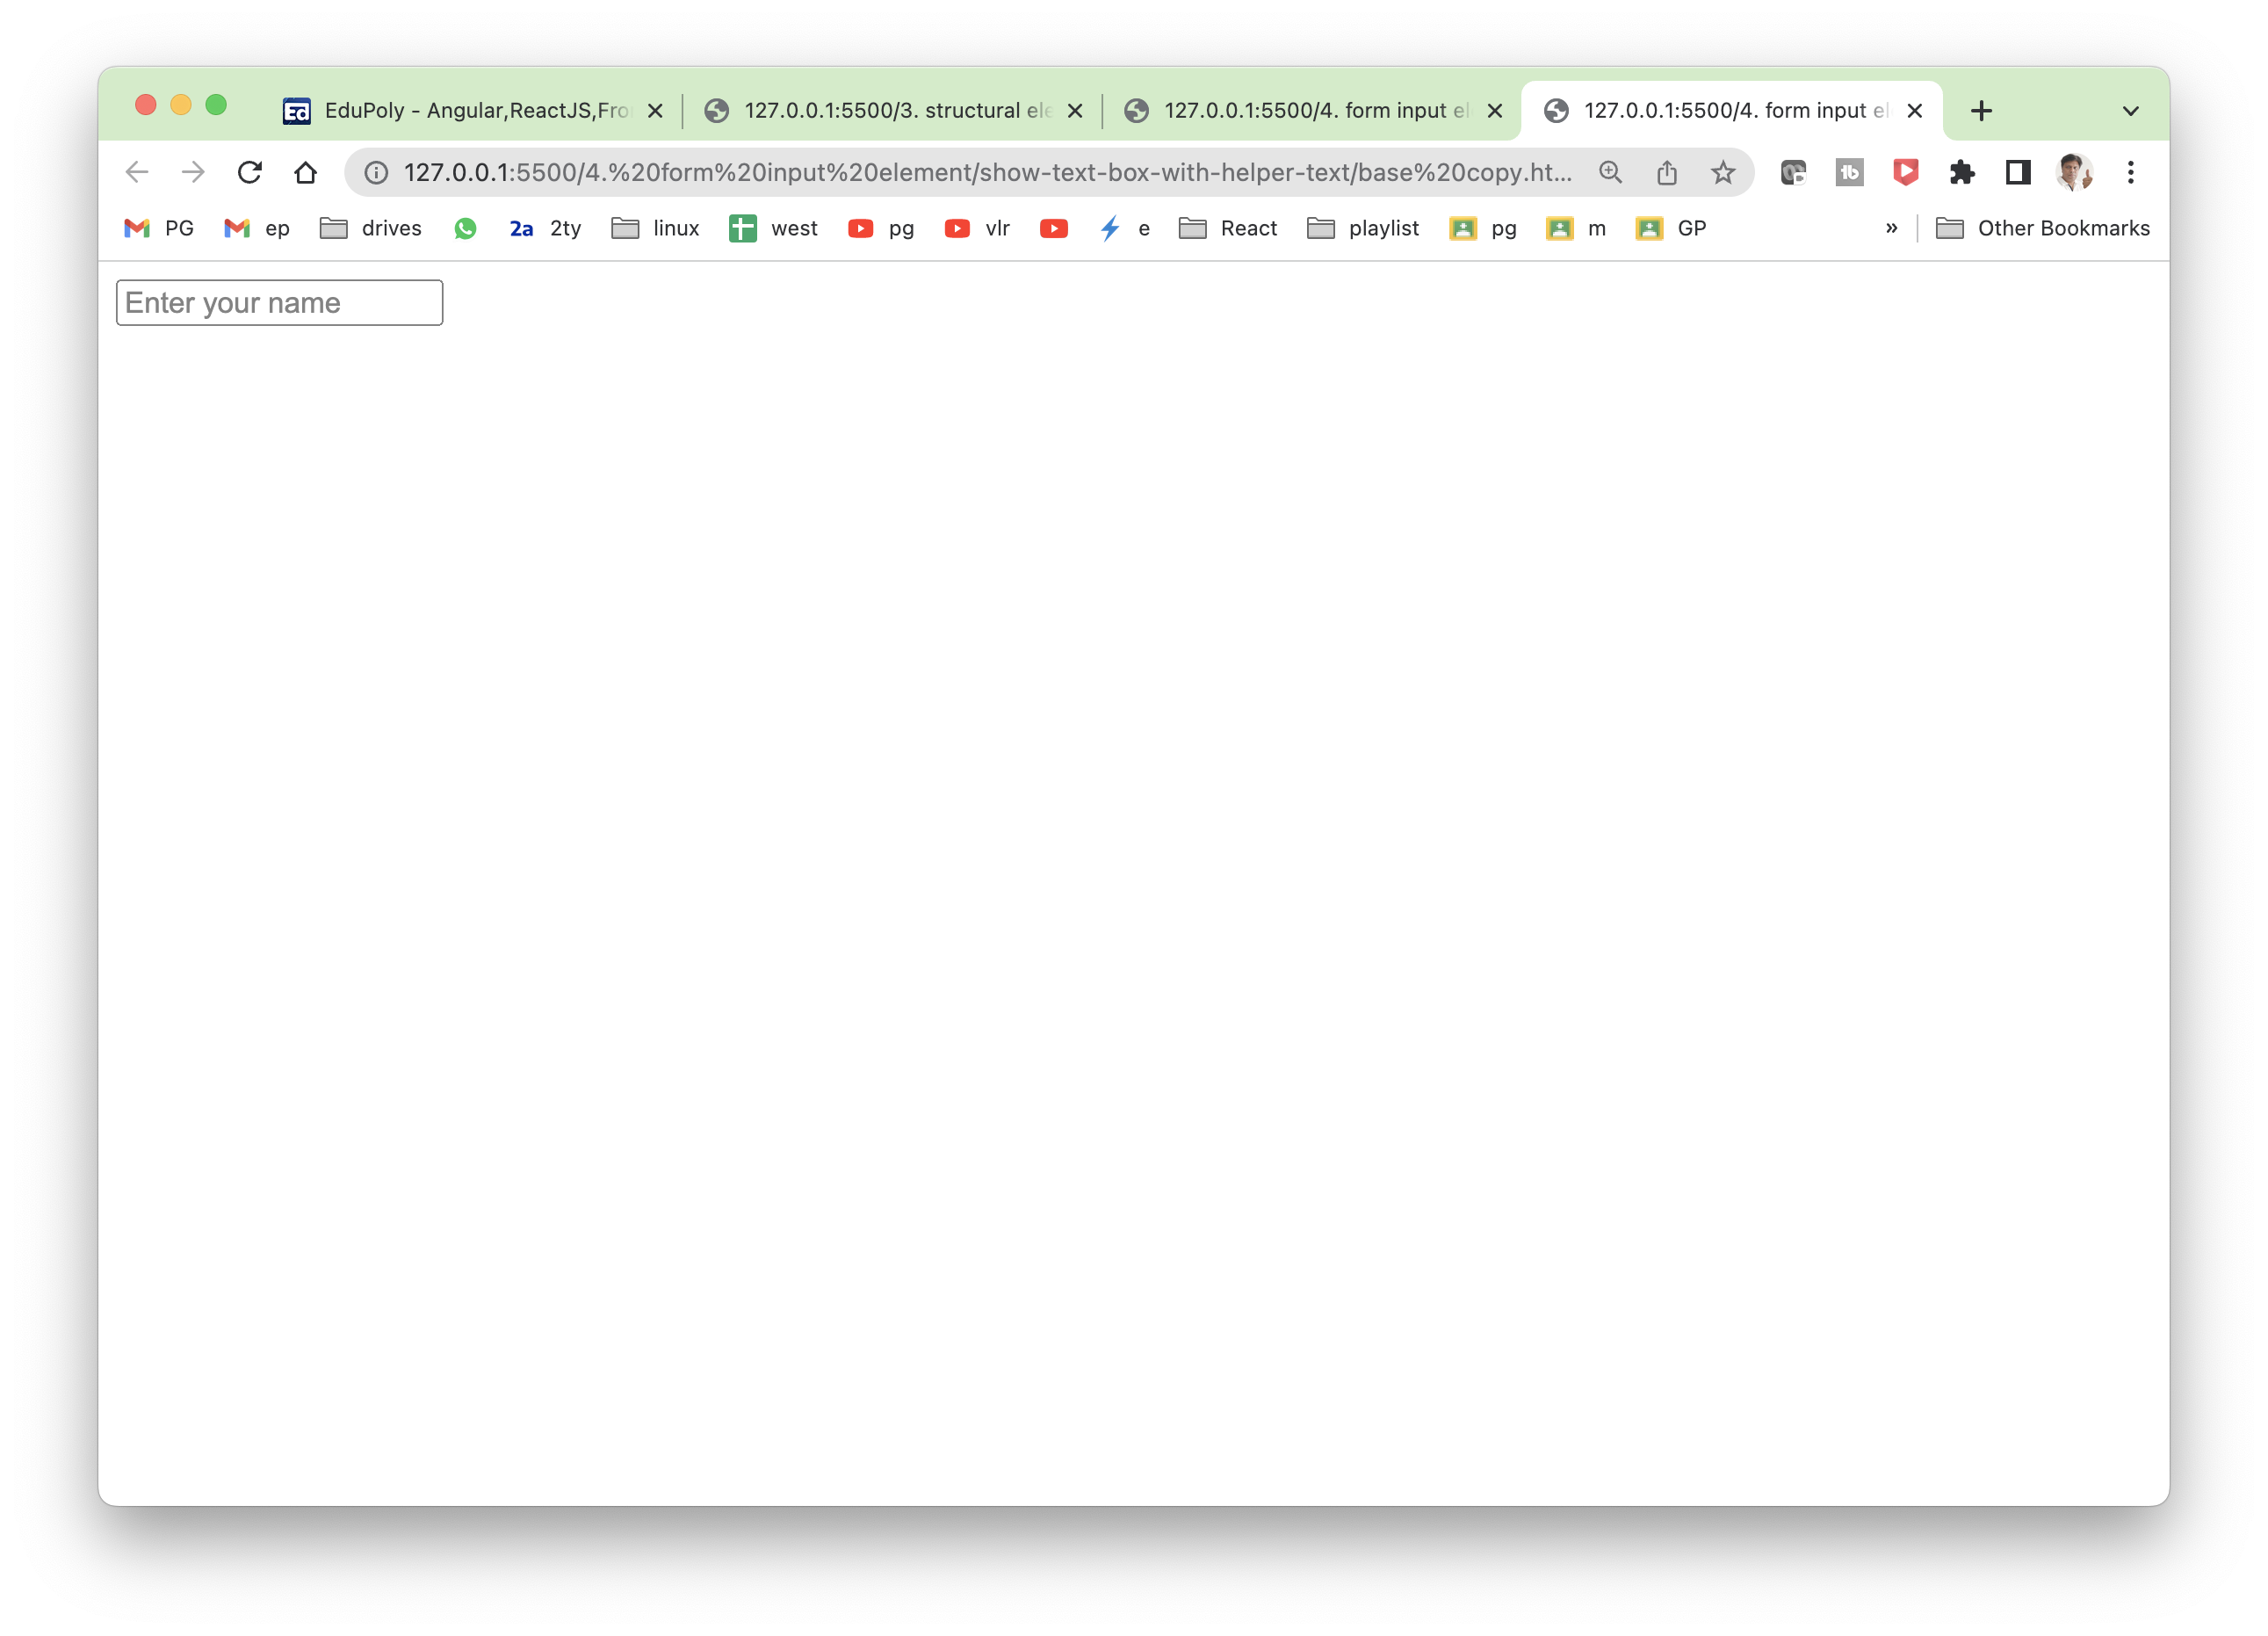 Ed EduPoly - Angular,ReactJS,Fro 127.0.0.1:5500/3. structural ele 127.0.0.1:5500/4. form input el 127.0.0.1:5500/4. form input el
127.0.0.1:5500/4.%20form%20input%20element/show-text-box-with-helper-text/base%20copy.ht...
PG ep drives 2a 2ty linux west pg vlr e React playlist pg m GP » Other Bookmarks
Enter your name